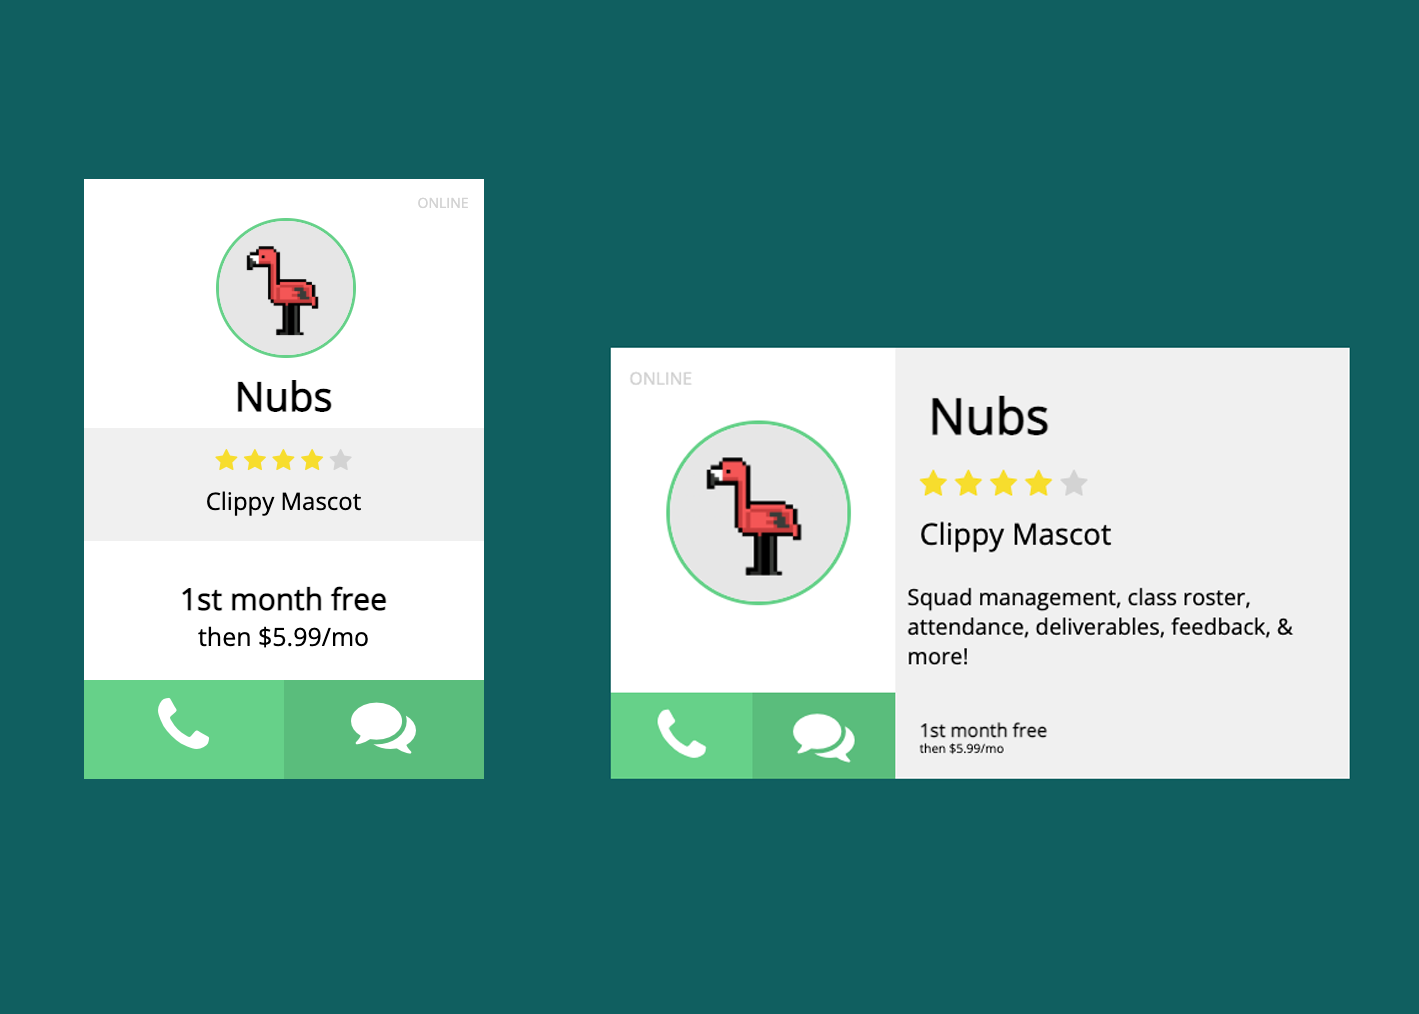 ONLINE
Nubs
Clippy Mascot
1st month free
then $5.99/mo
ONLINE
Nubs
Clippy Mascot
Squad management, class roster,
attendance, deliverables, feedback, &
more!
1st month free
then $5.99/mo